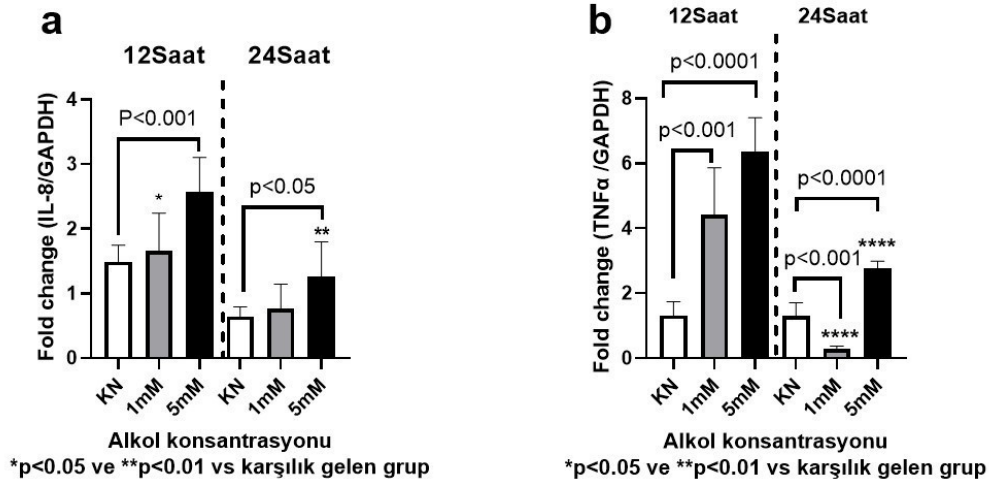 a
12Saat 24Saat
Fold change (IL-8/GAPDH)
4
3
2
1
0
P<0.001
*
p<0.05
**
KN 1mM 5mM KN 1mM 5mM
Alkol konsantrasyonu
*p<0.05 ve **p<0.01 vs karşılık gelen grup
b
12Saat 24Saat
Fold change (TNFα /GAPDH)
8
6
4
2
0
p<0.0001
p<0.001
p<0.0001
****
p<0.001
****
KN 1mM 5mM KN 1mM 5mM
Alkol konsantrasyonu
*p<0.05 ve **p<0.01 vs karşılık gelen grup